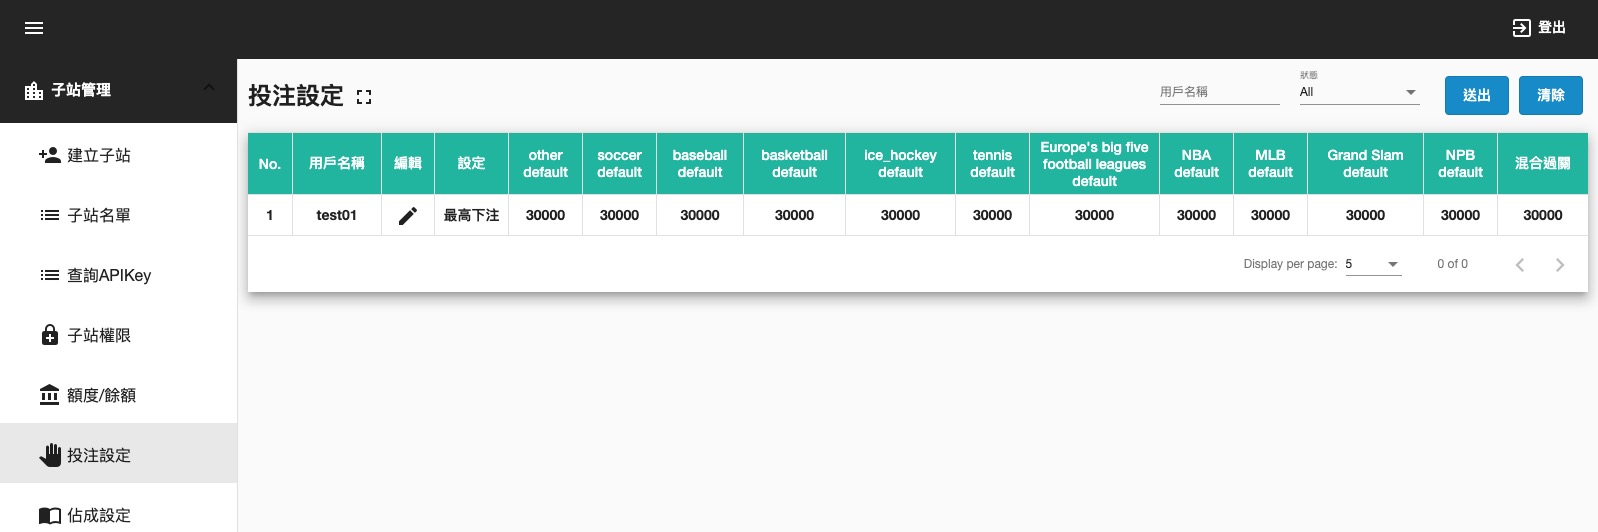 登出
子站管理
建立子站
子站名單
查詢APIKey
子站權限
額度/餘額
投注設定
佔成設定
投注設定
用戶名稱
狀態
All
送出
清除
No. 用戶名稱 編輯 設定 other default soccer default baseball default basketball default ice_hockey default tennis default Europe's big five football leagues default NBA default MLB default Grand Slam default NPB default 混合過關
1 test01 最高下注 30000 30000 30000 30000 30000 30000 30000 30000 30000 30000 30000 30000
Display per page: 5 0 of 0